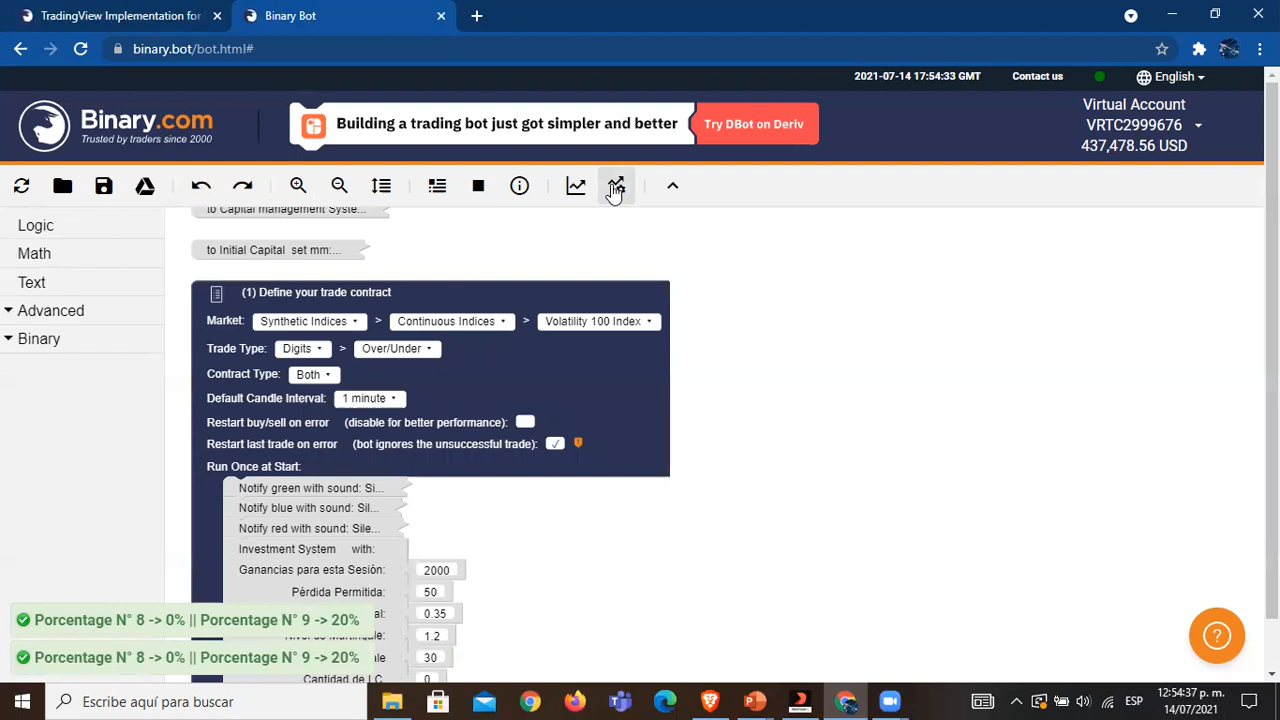 TradingView Implementation for
Binary Bot
binary.bot/bot.html#
2021-07-14 17:54:33 GMT
Contact us
English
Binary.com
Trusted by traders since 2000
Building a trading bot just got simpler and better
Try DBot on Deriv
Virtual Account
VRTC2999676
437,478.56 USD
Logic
Math
Text
Advanced
Binary
to Capital management Syste...
to Initial Capital set mm:...
(1) Define your trade contract
Market: Synthetic Indices > Continuous Indices > Volatility 100 Index
Trade Type: Digits > Over/Under
Contract Type: Both
Default Candle Interval: 1 minute
Restart buy/sell on error (disable for better performance):
Restart last trade on error (bot ignores the unsuccessful trade): ✓
Run Once at Start:
Notify green with sound: Si...
Notify blue with sound: Sil...
Notify red with sound: Sile...
Investment System with:
Ganancias para esta Sesión: 2000
Pérdida Permitida: 50
al: 0.35
1.2
ale 30
Cantidad de LC 0
Porcentage N° 8 -> 0% || Porcentage N° 9 -> 20%
Porcentage N° 8 -> 0% || Porcentage N° 9 -> 20%
?
Escribe aquí para buscar
ESP
12:54:37 p. m.
14/07/2021